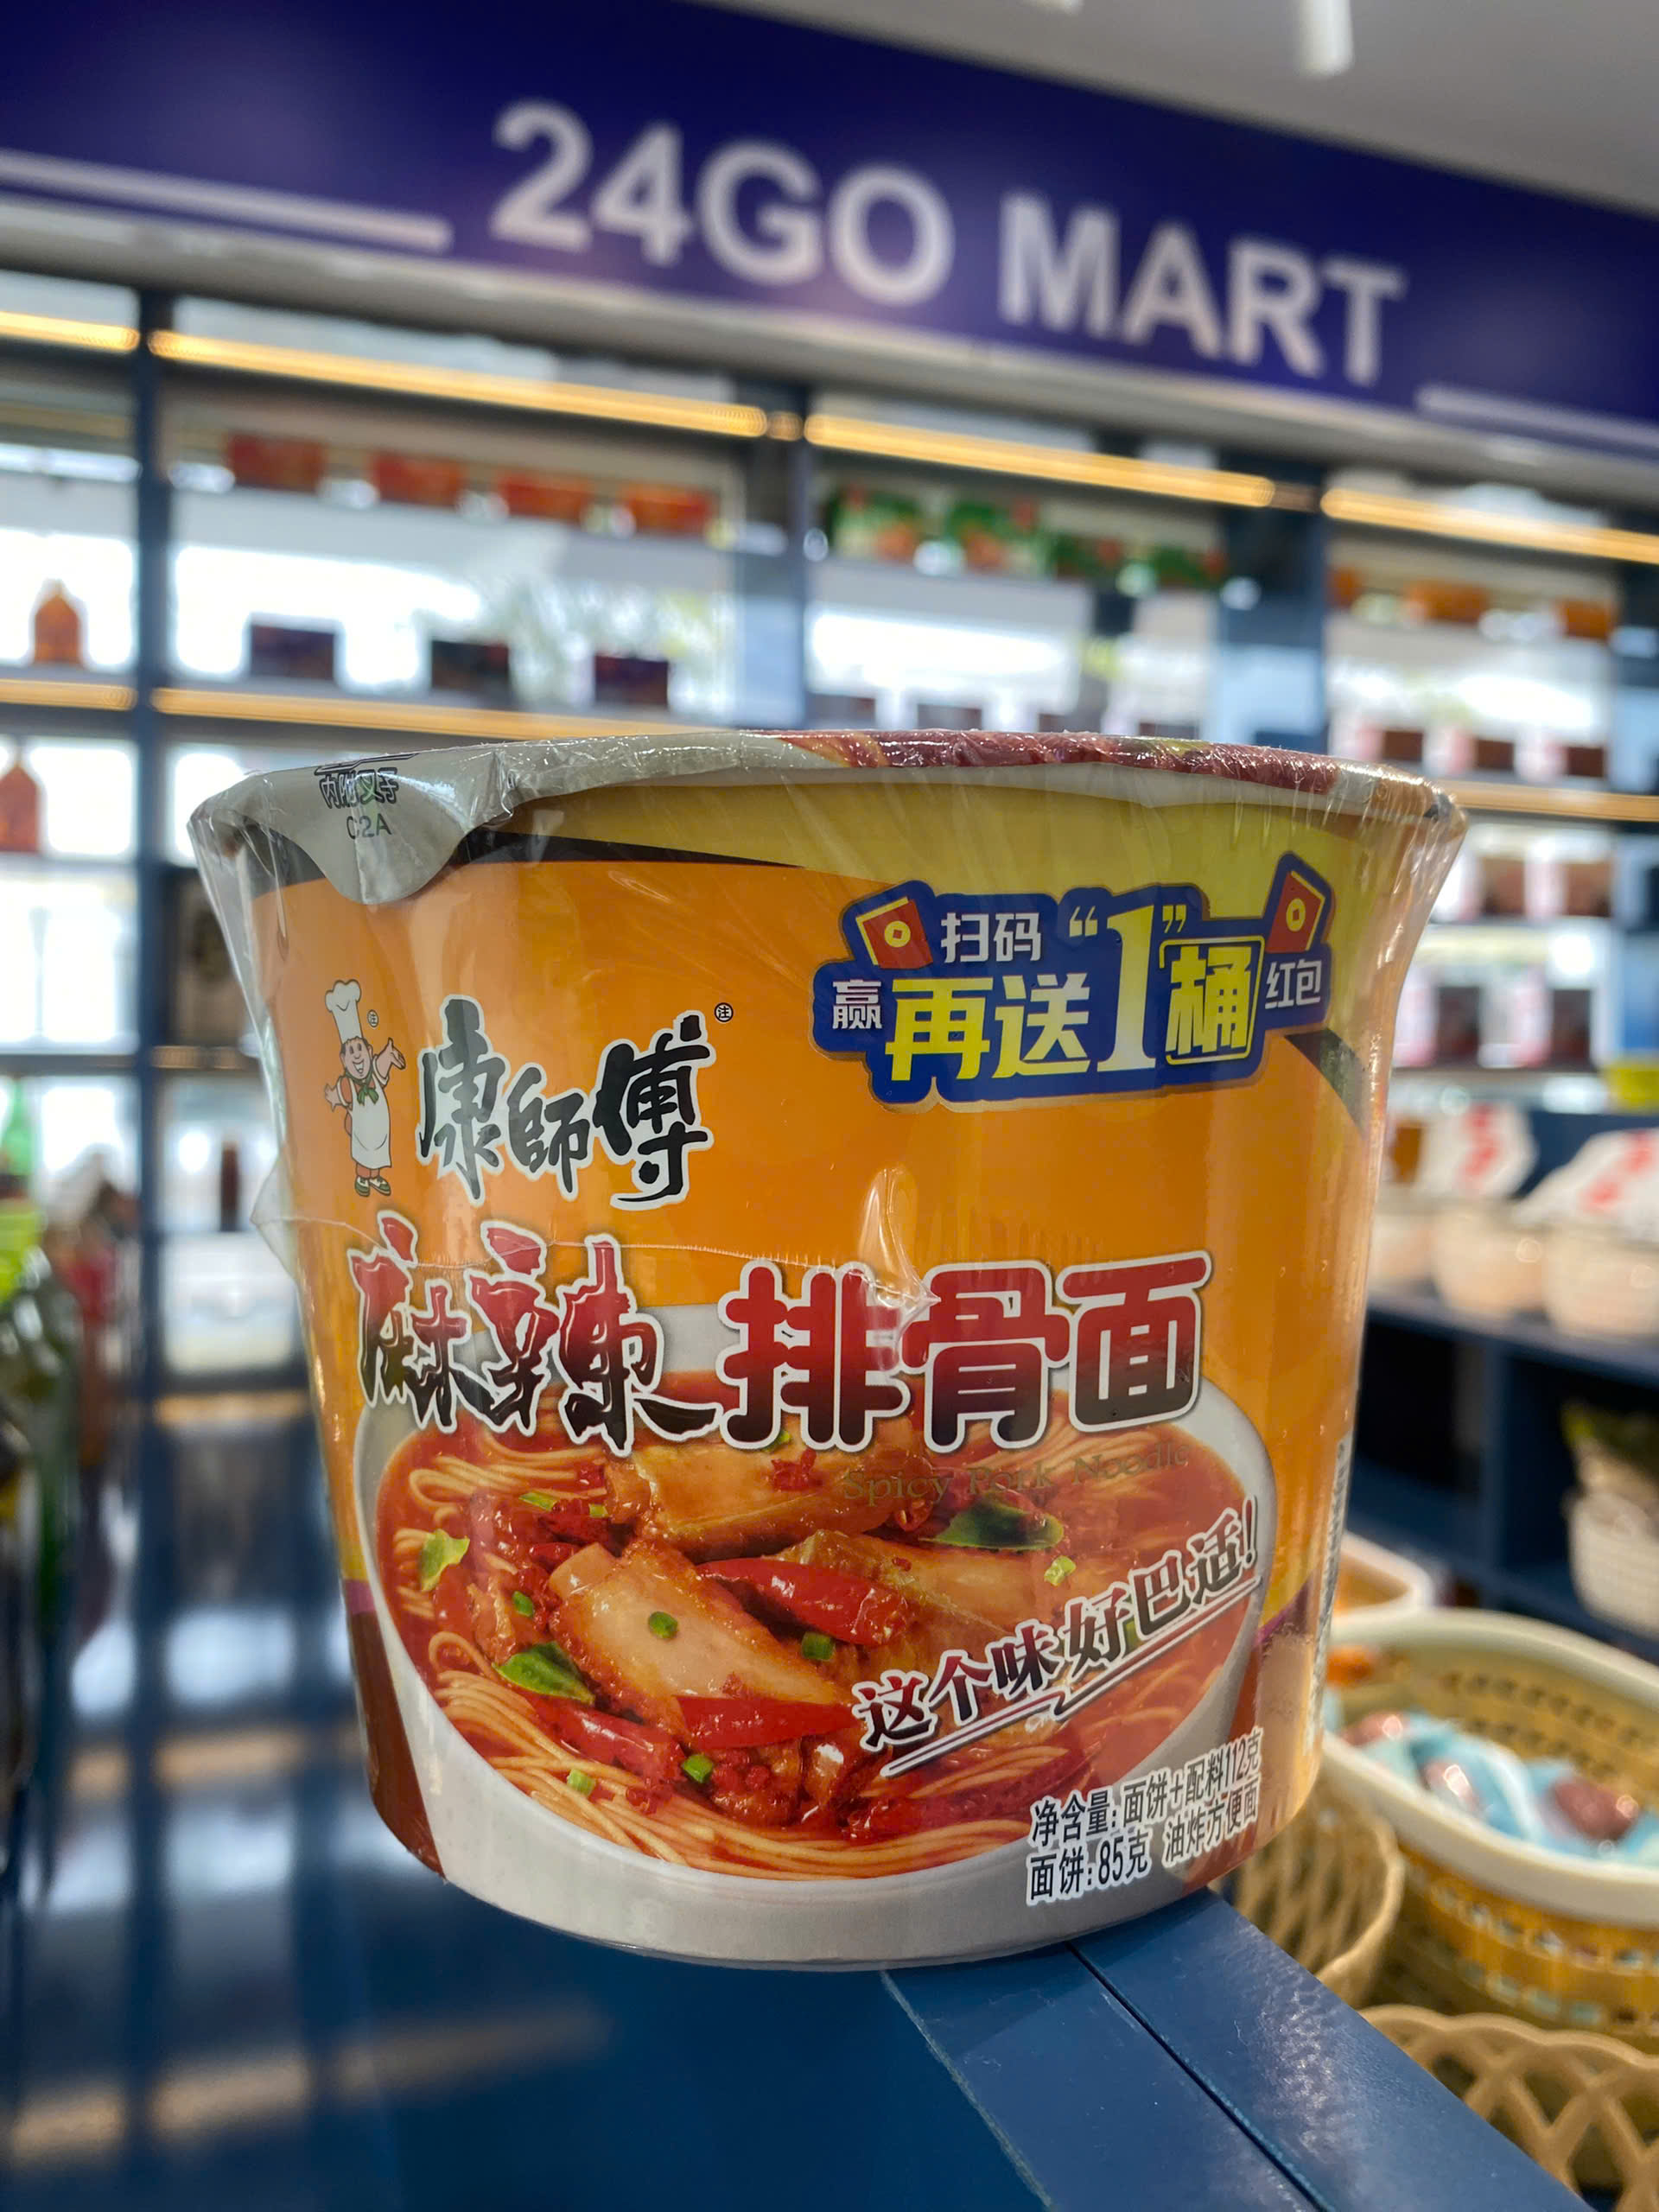 24GO MART
内附叉子
02A
扫码“1”桶
赢再送 红包
康師傅
麻辣排骨面
Spicy Pork Noodle
这个味好巴适!
净含量:面饼+配料112克
面饼:85克 油炸方便面